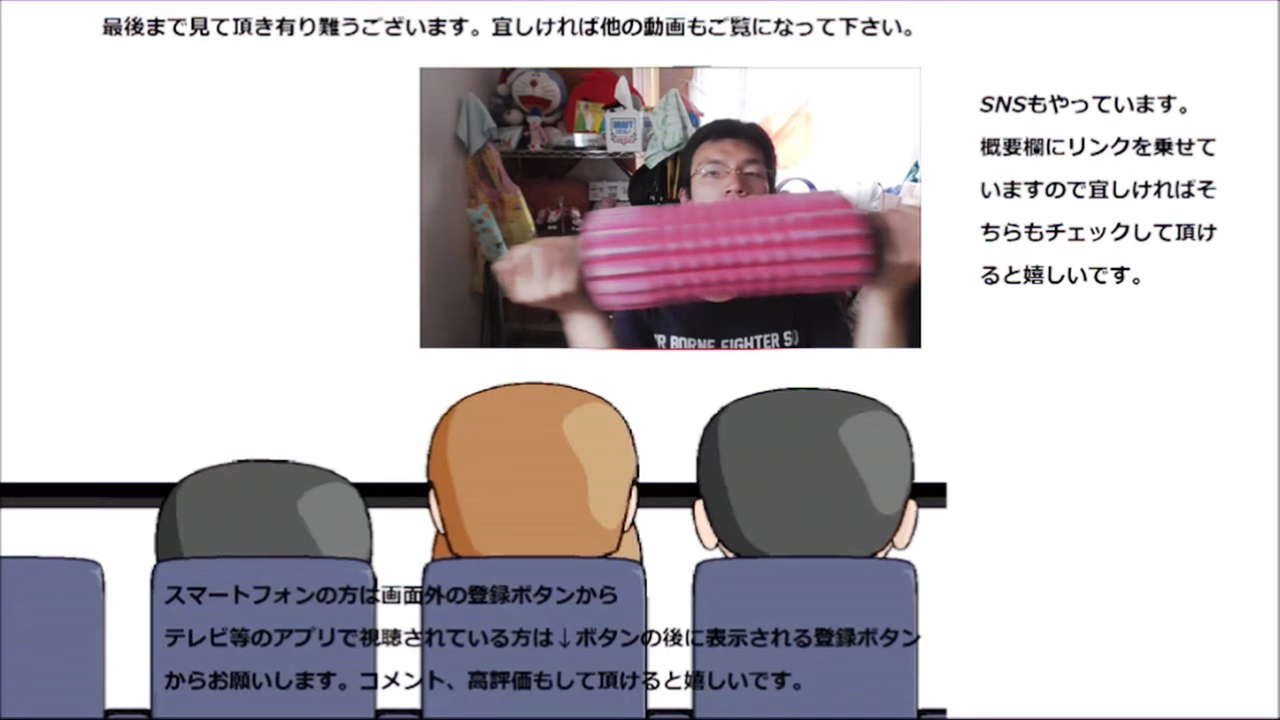 最後まで見て頂き有り難うございます。宜しければ他の動画もご覧になって下さい。
SNSもやっています。
概要欄にリンクを乗せて
いますので宜しければそ
ちらもチェックして頂け
ると嬉しいです。
DRAFT
BORNE FIGHTER
スマートフォンの方は画面外の登録ボタンから
テレビ等のアプリで視聴されている方は↓ボタンの後に表示される登録ボタン
からお願いします。コメント、高評価もして頂けると嬉しいです。